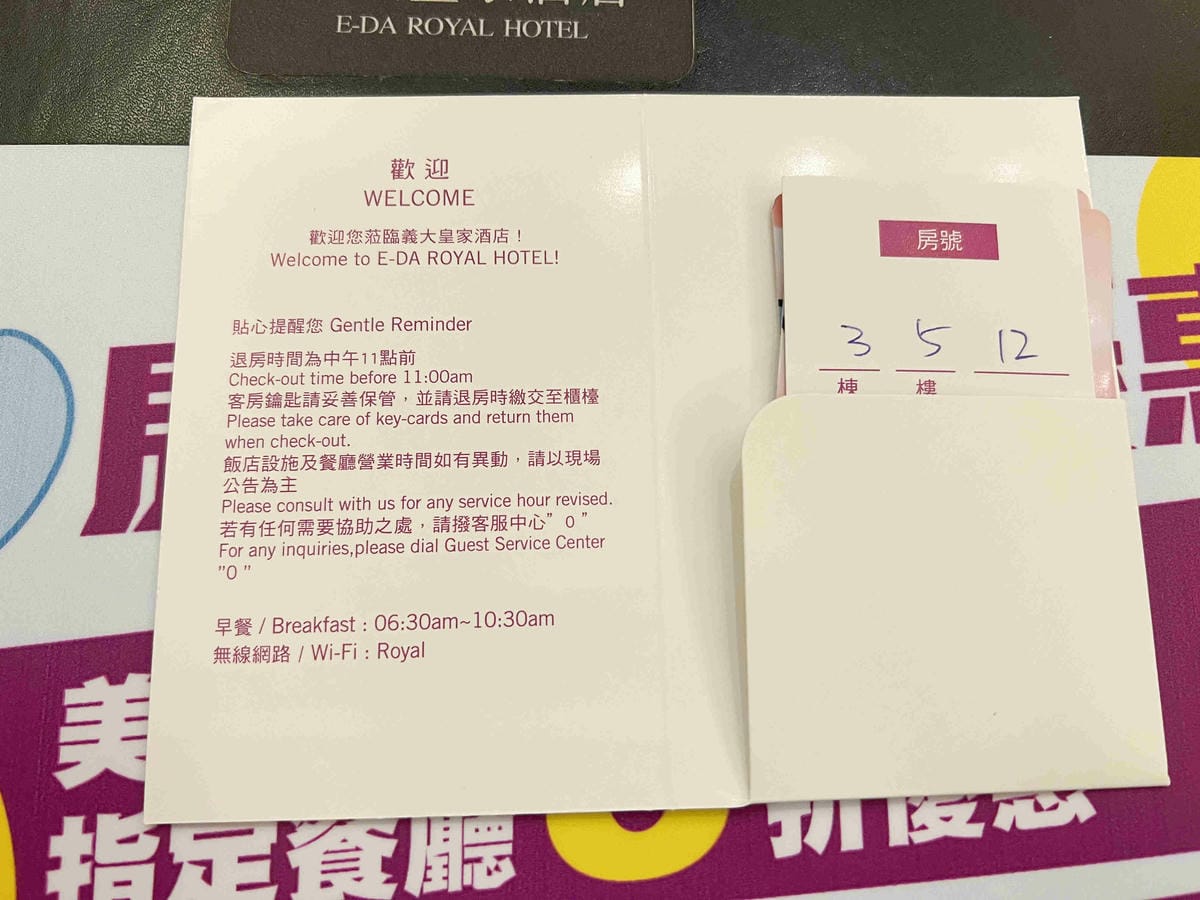 E-DA ROYAL HOTEL
歡迎
WELCOME
歡迎您蒞臨義大皇家酒店！
Welcome to E-DA ROYAL HOTEL!
貼心提醒您 Gentle Reminder
退房時間為中午11點前
Check-out time before 11:00am
客房鑰匙請妥善保管，並請退房時繳交至櫃檯
Please take care of key-cards and return them
when check-out.
飯店設施及餐廳營業時間如有異動，請以現場
公告為主
Please consult with us for any service hour revised.
若有任何需要協助之處，請撥客服中心”0”
For any inquiries,please dial Guest Service Center
”0”
早餐 / Breakfast : 06:30am~10:30am
無線網路 / Wi-Fi : Royal
房號
3 5 12
棟 樓
美
指定餐廳 折優惠